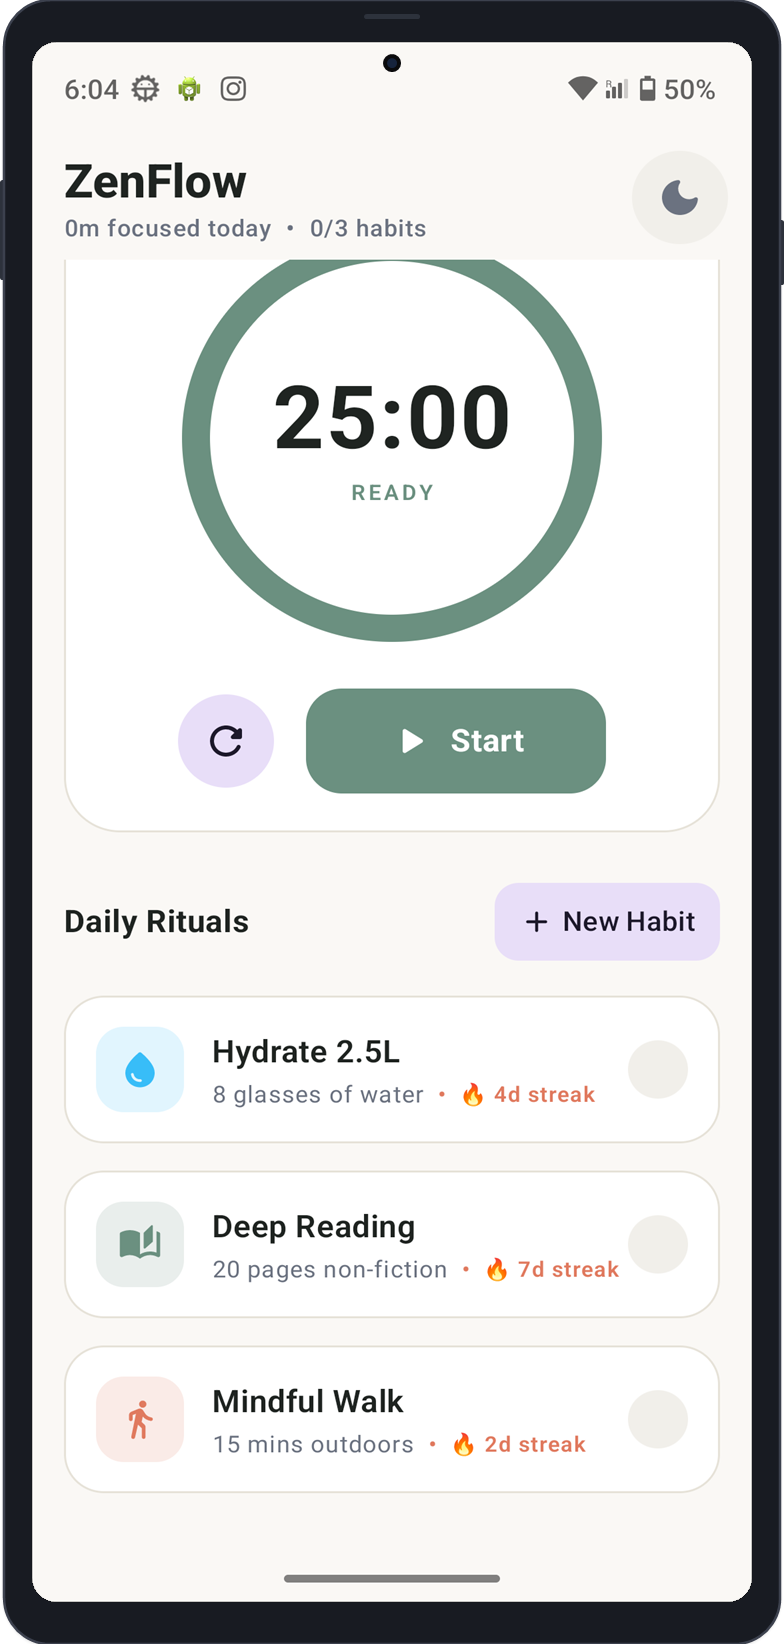 6:04
50%
ZenFlow
0m focused today • 0/3 habits
25:00
READY
Start
Daily Rituals
+ New Habit
Hydrate 2.5L
8 glasses of water • 🔥 4d streak
Deep Reading
20 pages non-fiction • 🔥 7d streak
Mindful Walk
15 mins outdoors • 🔥 2d streak